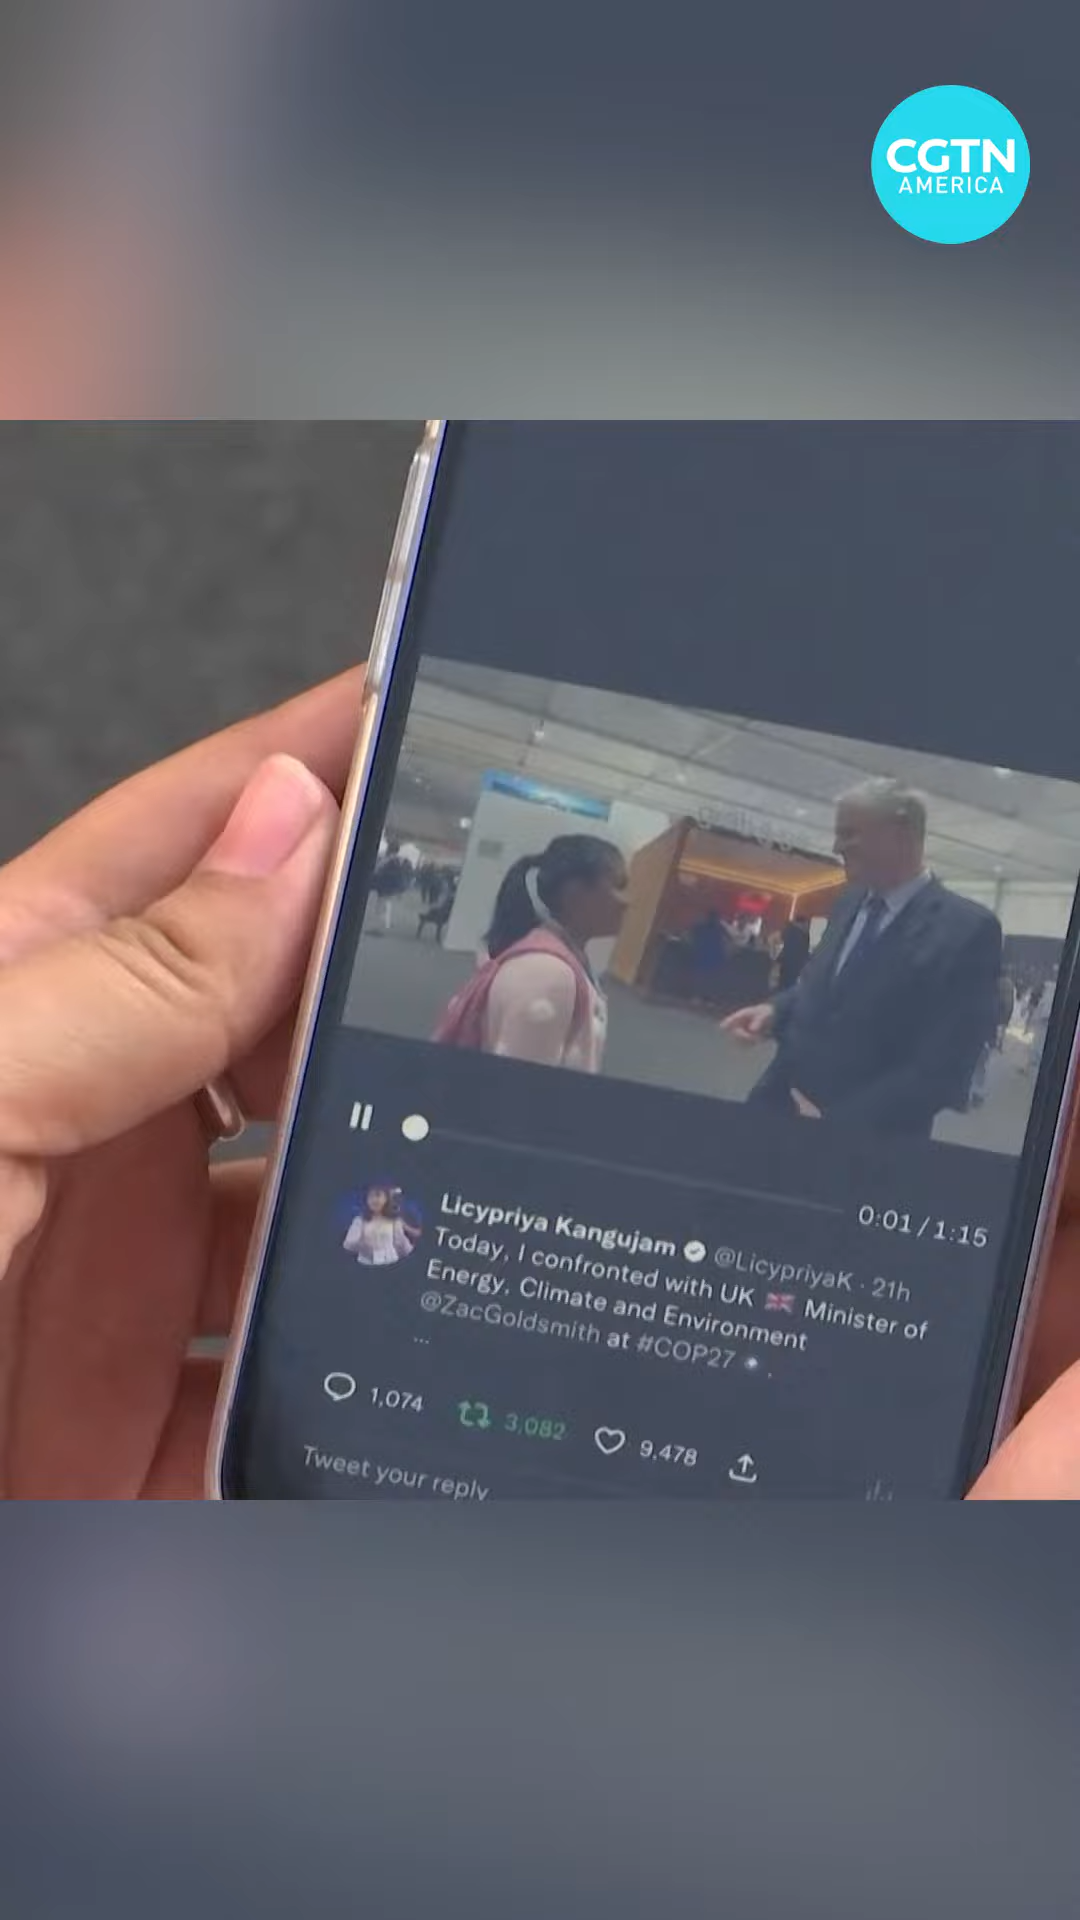 CGTN
AMERICA
0:01 / 1:15
Licypriya Kangujam @LicypriyaK · 21h
Today, I confronted with UK 🇬🇧 Minister of
Energy, Climate and Environment
@ZacGoldsmith at #COP27
...
1,074 3,082 9,478
Tweet your reply